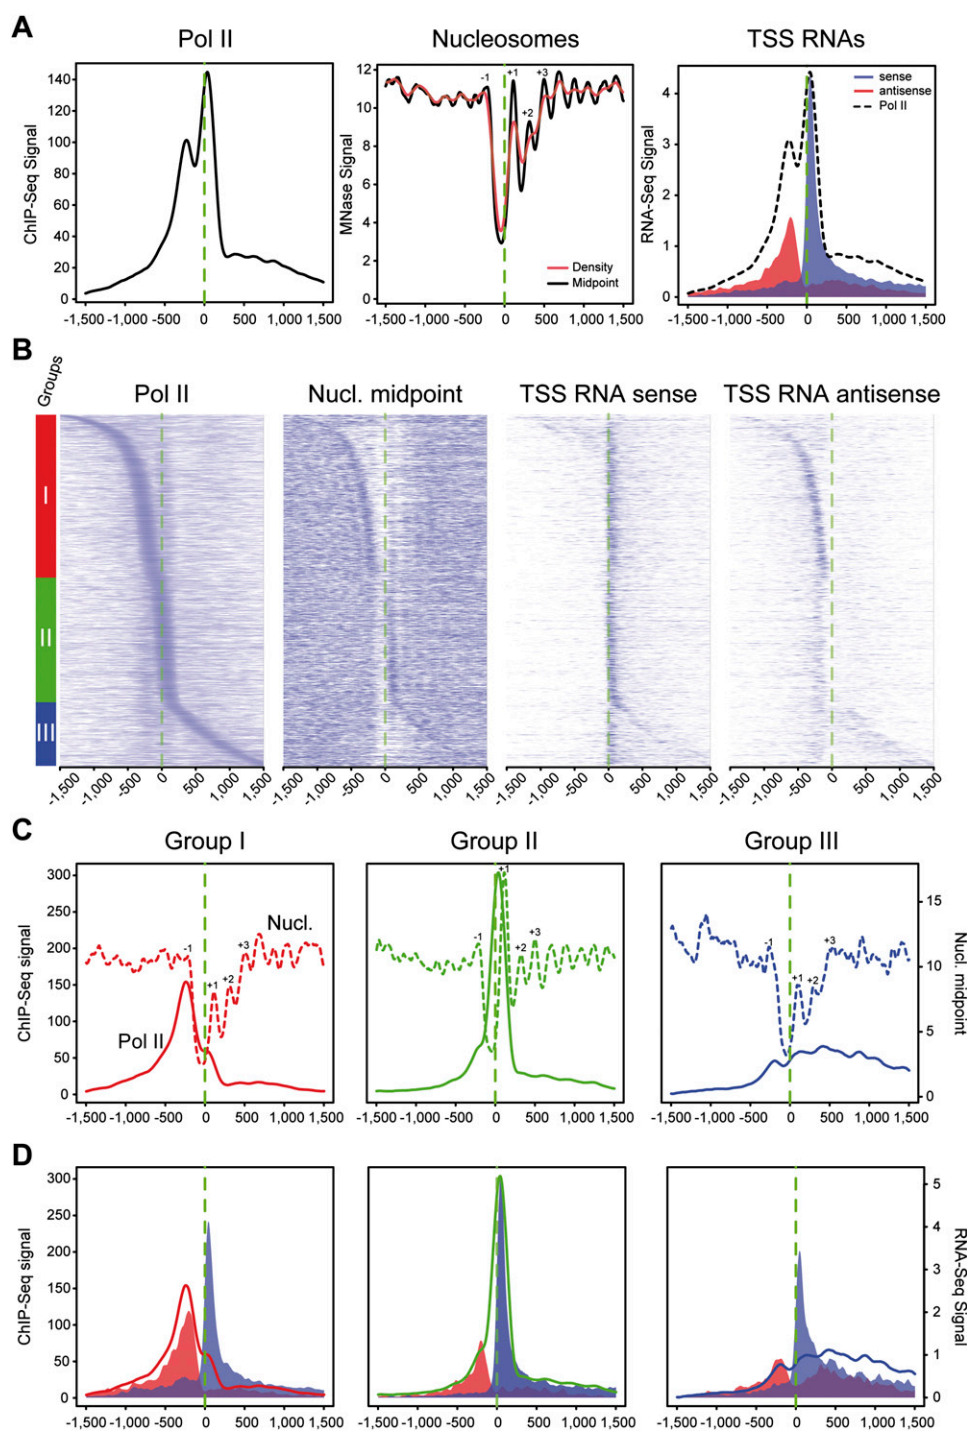 A
Pol II
Nucleosomes
TSS RNAs
ChIP-Seq Signal
140
120
100
80
60
40
20
0
-1,500 -1,000 -500 0 500 1,000 1,500
MNase Signal
12
10
8
6
4
2
0
-1
+1
+2
+3
Density
Midpoint
-1,500 -1,000 -500 0 500 1,000 1,500
RNA-Seq Signal
4
3
2
1
0
sense
antisense
Pol II
-1,500 -1,000 -500 0 500 1,000 1,500
B
Groups
Pol II
Nucl. midpoint
TSS RNA sense
TSS RNA antisense
I
II
III
-1,500 -1,000 -500 0 500 1,000 1,500
-1,500 -1,000 -500 0 500 1,000 1,500
-1,500 -1,000 -500 0 500 1,000 1,500
-1,500 -1,000 -500 0 500 1,000 1,500
C
Group I
Group II
Group III
ChIP-Seq signal
300
250
200
150
100
50
0
-1
+1
+2
+3
Nucl.
Pol II
-1
+1
+2
+3
-1
+1
+2
+3
15
10
5
0
Nucl. midpoint
-1,500 -1,000 -500 0 500 1,000 1,500
-1,500 -1,000 -500 0 500 1,000 1,500
-1,500 -1,000 -500 0 500 1,000 1,500
D
ChIP-Seq signal
300
250
200
150
100
50
0
5
4
3
2
1
0
RNA-Seq Signal
-1,500 -1,000 -500 0 500 1,000 1,500
-1,500 -1,000 -500 0 500 1,000 1,500
-1,500 -1,000 -500 0 500 1,000 1,500